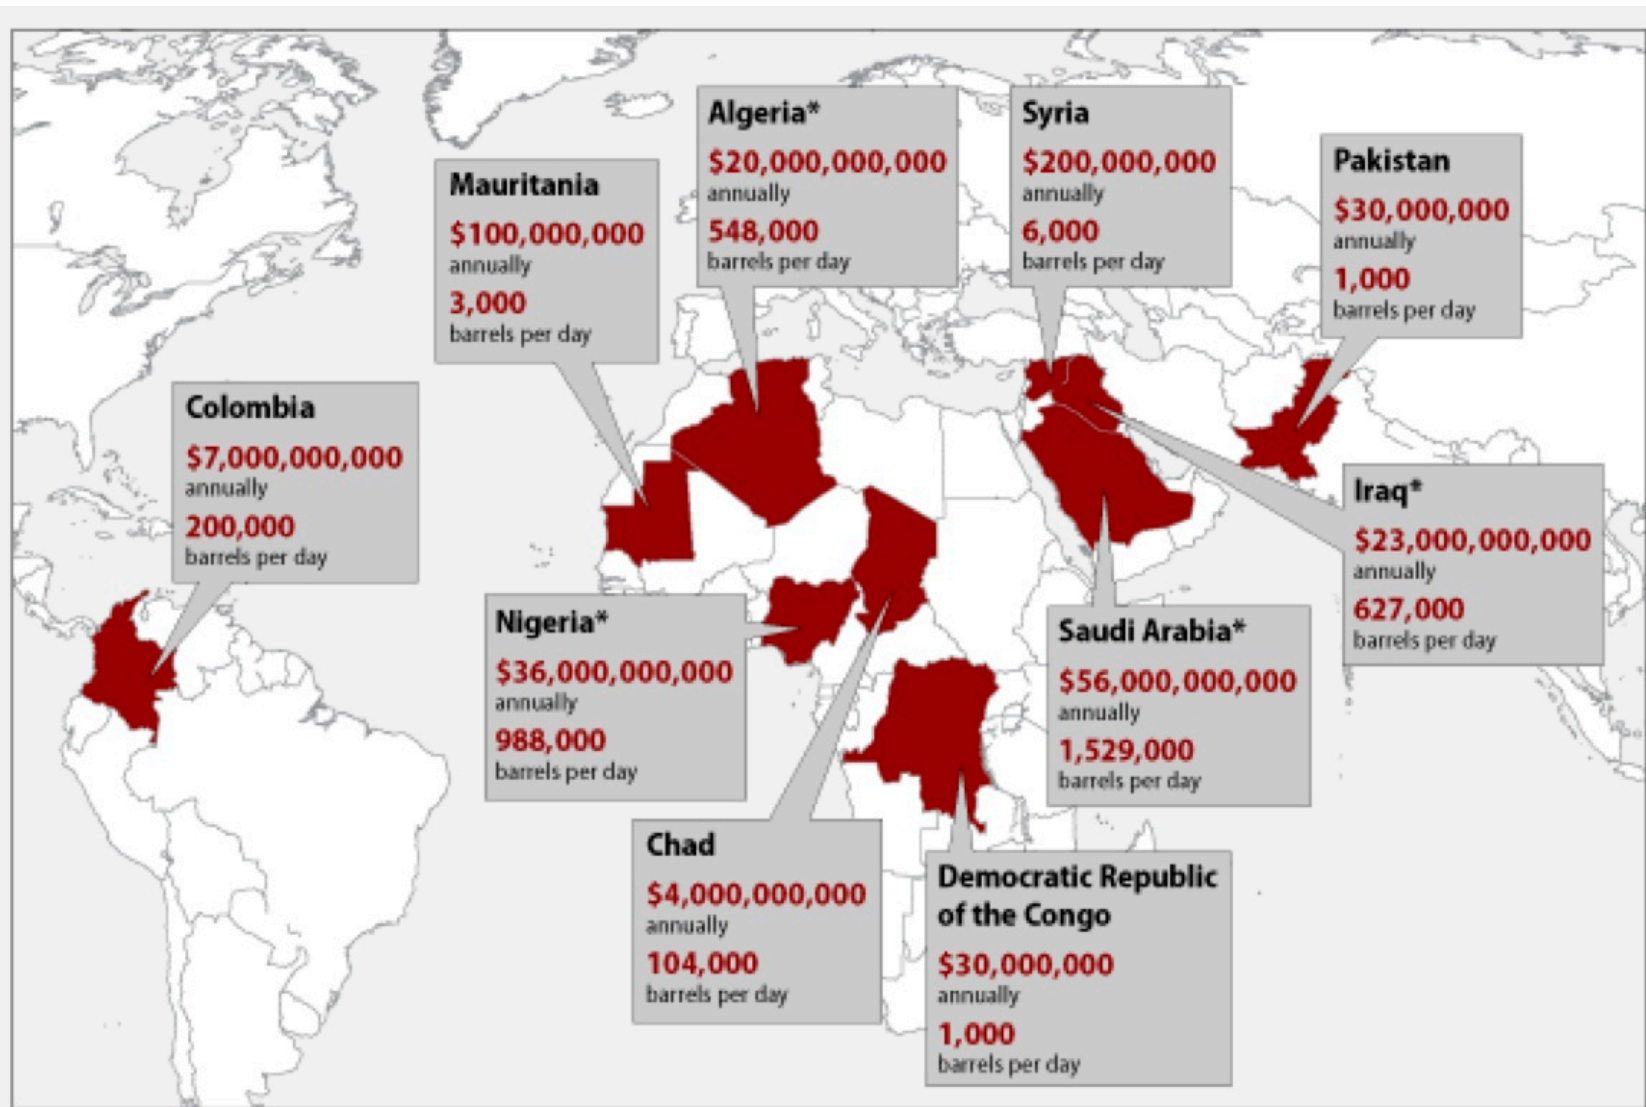 Algeria*
$20,000,000,000
annually
548,000
barrels per day
Syria
$200,000,000
annually
6,000
barrels per day
Pakistan
$30,000,000
annually
1,000
barrels per day
Mauritania
$100,000,000
annually
3,000
barrels per day
Colombia
$7,000,000,000
annually
200,000
barrels per day
Iraq*
$23,000,000,000
annually
627,000
barrels per day
Nigeria*
$36,000,000,000
annually
988,000
barrels per day
Saudi Arabia*
$56,000,000,000
annually
1,529,000
barrels per day
Chad
$4,000,000,000
annually
104,000
barrels per day
Democratic Republic
of the Congo
$30,000,000
annually
1,000
barrels per day